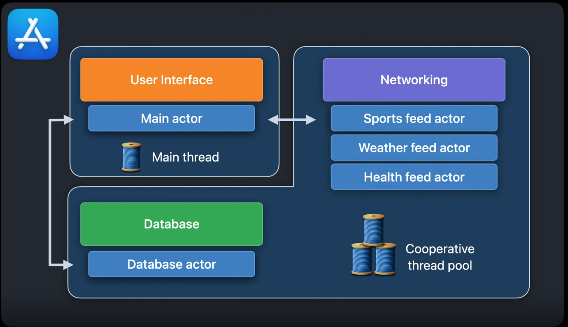 User Interface
Main actor
Main thread
Networking
Sports feed actor
Weather feed actor
Health feed actor
Database
Database actor
Cooperative
thread pool